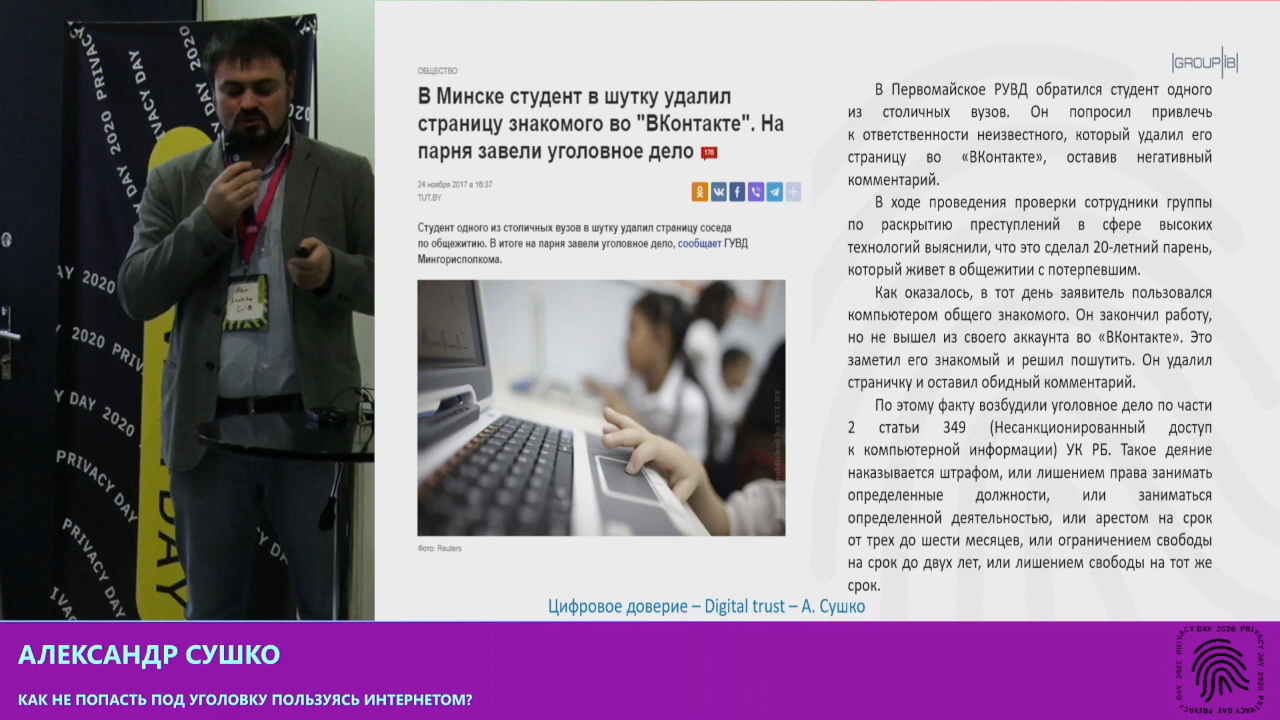 PRIVACY DAY 2020
GROUP|IB
ОБЩЕСТВО
В Минске студент в шутку удалил
страницу знакомого во "ВКонтакте". На
парня завели уголовное дело 176
24 ноября 2017 в 16:37
TUT.BY
Студент одного из столичных вузов в шутку удалил страницу соседа
по общежитию. В итоге на парня завели уголовное дело, сообщает ГУВД
Мингорисполкома.
Фото: Reuters
В Первомайское РУВД обратился студент одного
из столичных вузов. Он попросил привлечь
к ответственности неизвестного, который удалил его
страницу во «ВКонтакте», оставив негативный
комментарий.
В ходе проведения проверки сотрудники группы
по раскрытию преступлений в сфере высоких
технологий выяснили, что это сделал 20-летний парень,
который живет в общежитии с потерпевшим.
Как оказалось, в тот день заявитель пользовался
компьютером общего знакомого. Он закончил работу,
но не вышел из своего аккаунта во «ВКонтакте». Это
заметил его знакомый и решил пошутить. Он удалил
страничку и оставил обидный комментарий.
По этому факту возбудили уголовное дело по части
2 статьи 349 (Несанкционированный доступ
к компьютерной информации) УК РБ. Такое деяние
наказывается штрафом, или лишением права занимать
определенные должности, или заниматься
определенной деятельностью, или арестом на срок
от трех до шести месяцев, или ограничением свободы
на срок до двух лет, или лишением свободы на тот же
срок.
Цифровое доверие – Digital trust – А. Сушко
АЛЕКСАНДР СУШКО
КАК НЕ ПОПАСТЬ ПОД УГОЛОВКУ ПОЛЬЗУЯСЬ ИНТЕРНЕТОМ?
PRIVACY DAY 2020